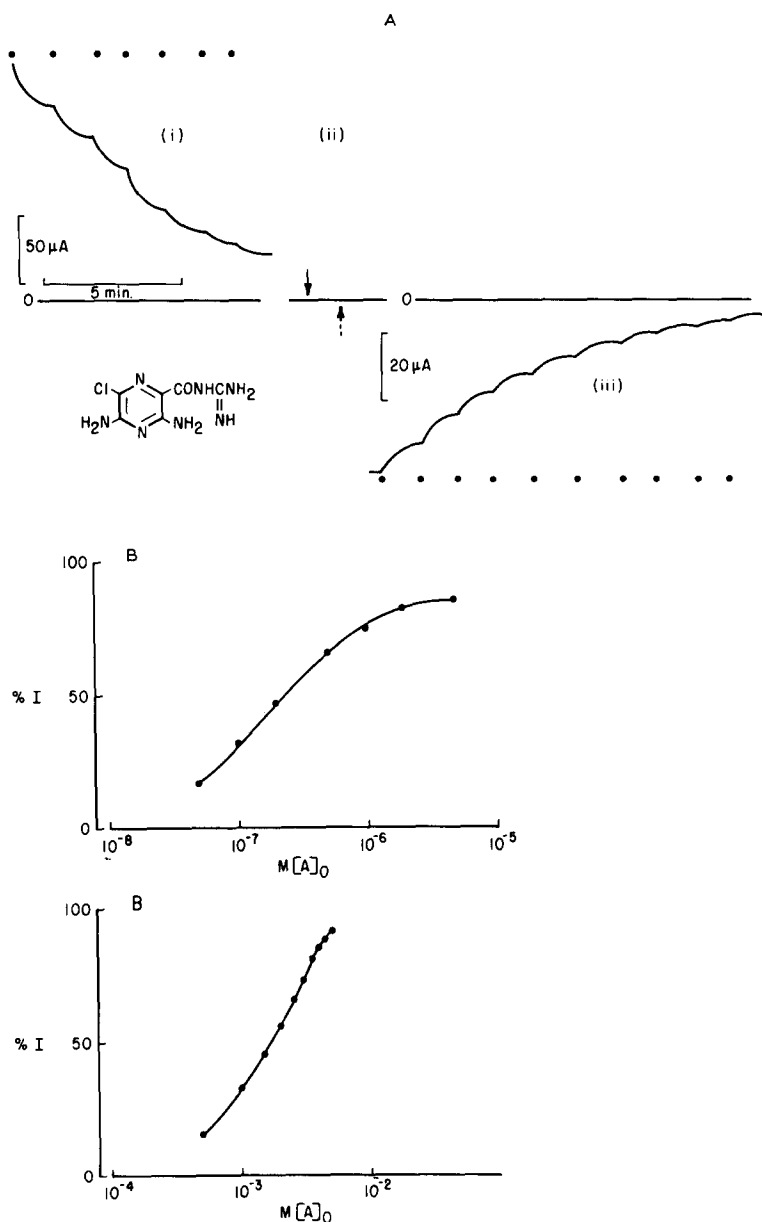 A
(i)
(ii)
50 μA
5 min.
0
0
20 μA
(iii)
Cl
N
CONHCNH₂
NH
H₂N
N
NH₂
B
100
% I
50
0
10⁻⁸
10⁻⁷
10⁻⁶
10⁻⁵
M[A]₀
B
100
% I
50
0
10⁻⁴
10⁻³
10⁻²
M[A]₀